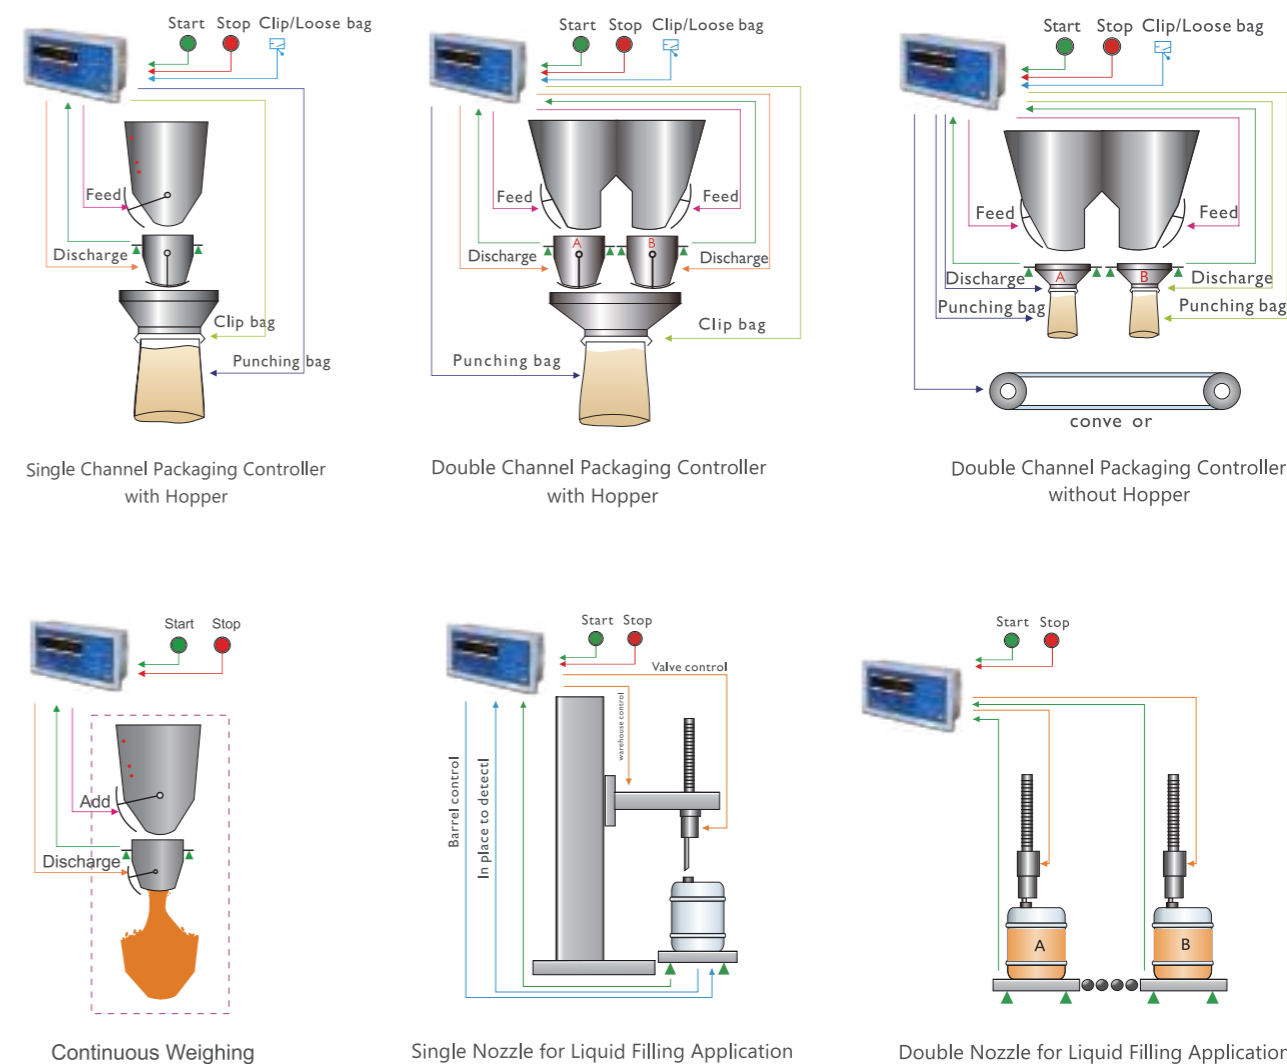 Start Stop Clip/Loose bag
Feed
Discharge
Clip bag
Punching bag
Single Channel Packaging Controller
with Hopper
Start Stop Clip/Loose bag
Feed Feed
A B
Discharge Discharge
Clip bag
Punching bag
Double Channel Packaging Controller
with Hopper
Start Stop Clip/Loose bag
Feed Feed
Discharge A B Discharge
Punching bag Punching bag
conve or
Double Channel Packaging Controller
without Hopper
Start Stop
Add
Discharge
Continuous Weighing
Start Stop
Valve control
warehouse control
Barrel control
In place to detectl
Single Nozzle for Liquid Filling Application
Start Stop
A B
Double Nozzle for Liquid Filling Application